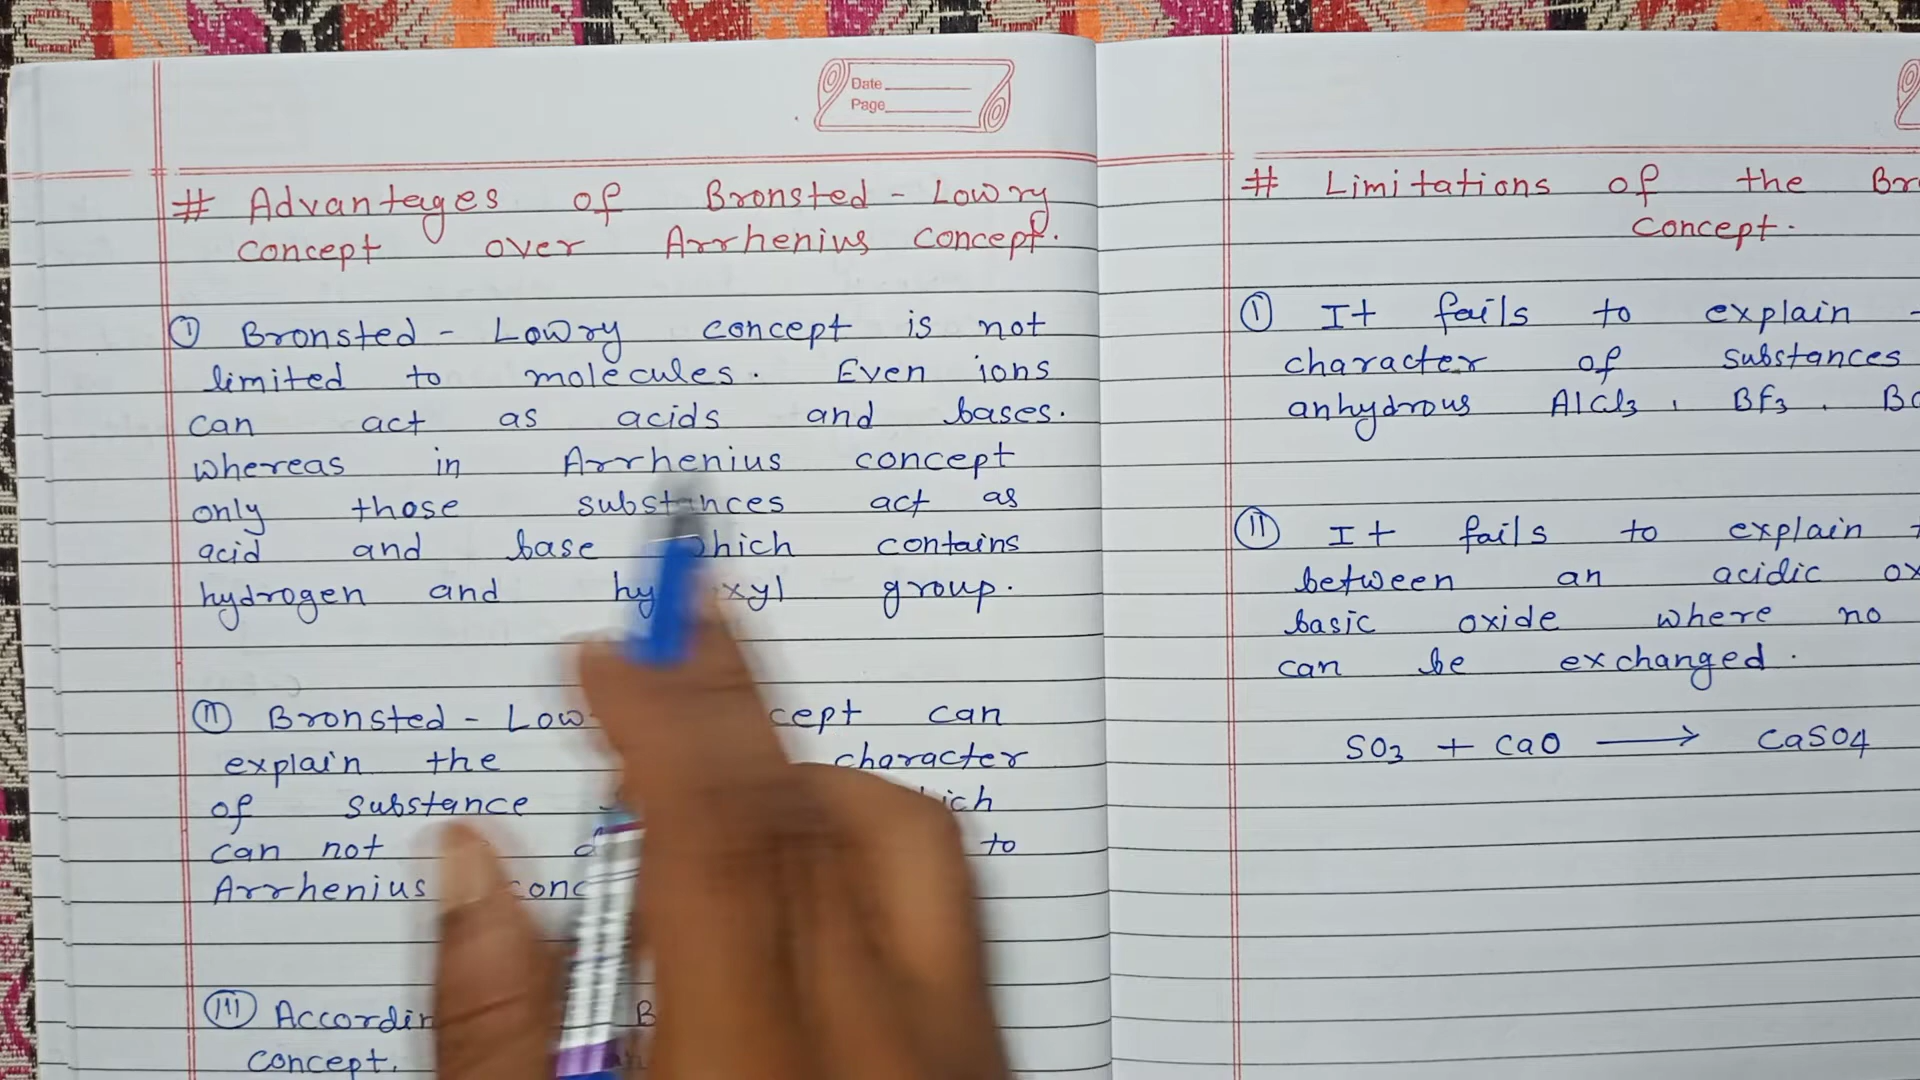 Date
Page
# Advantages of Bronsted - Lowry
concept over Arrhenius concept.
(I) Bronsted - Lowry concept is not
limited to molecules. Even ions
can act as acids and bases.
whereas in Arrhenius concept
only those substances act as
acid and base which contains
hydrogen and group.
(II) Bronsted - can
explain the character
of substance
can not to
Arrhenius
(III)
concept.
# Limitations of the
concept.
(I) It fails to explain
character of substances
anhydrous AlCl3, BF3,
(II) It fails to explain
between an acidic
basic oxide where no
can be exchanged.
SO3 + CaO → CaSO4